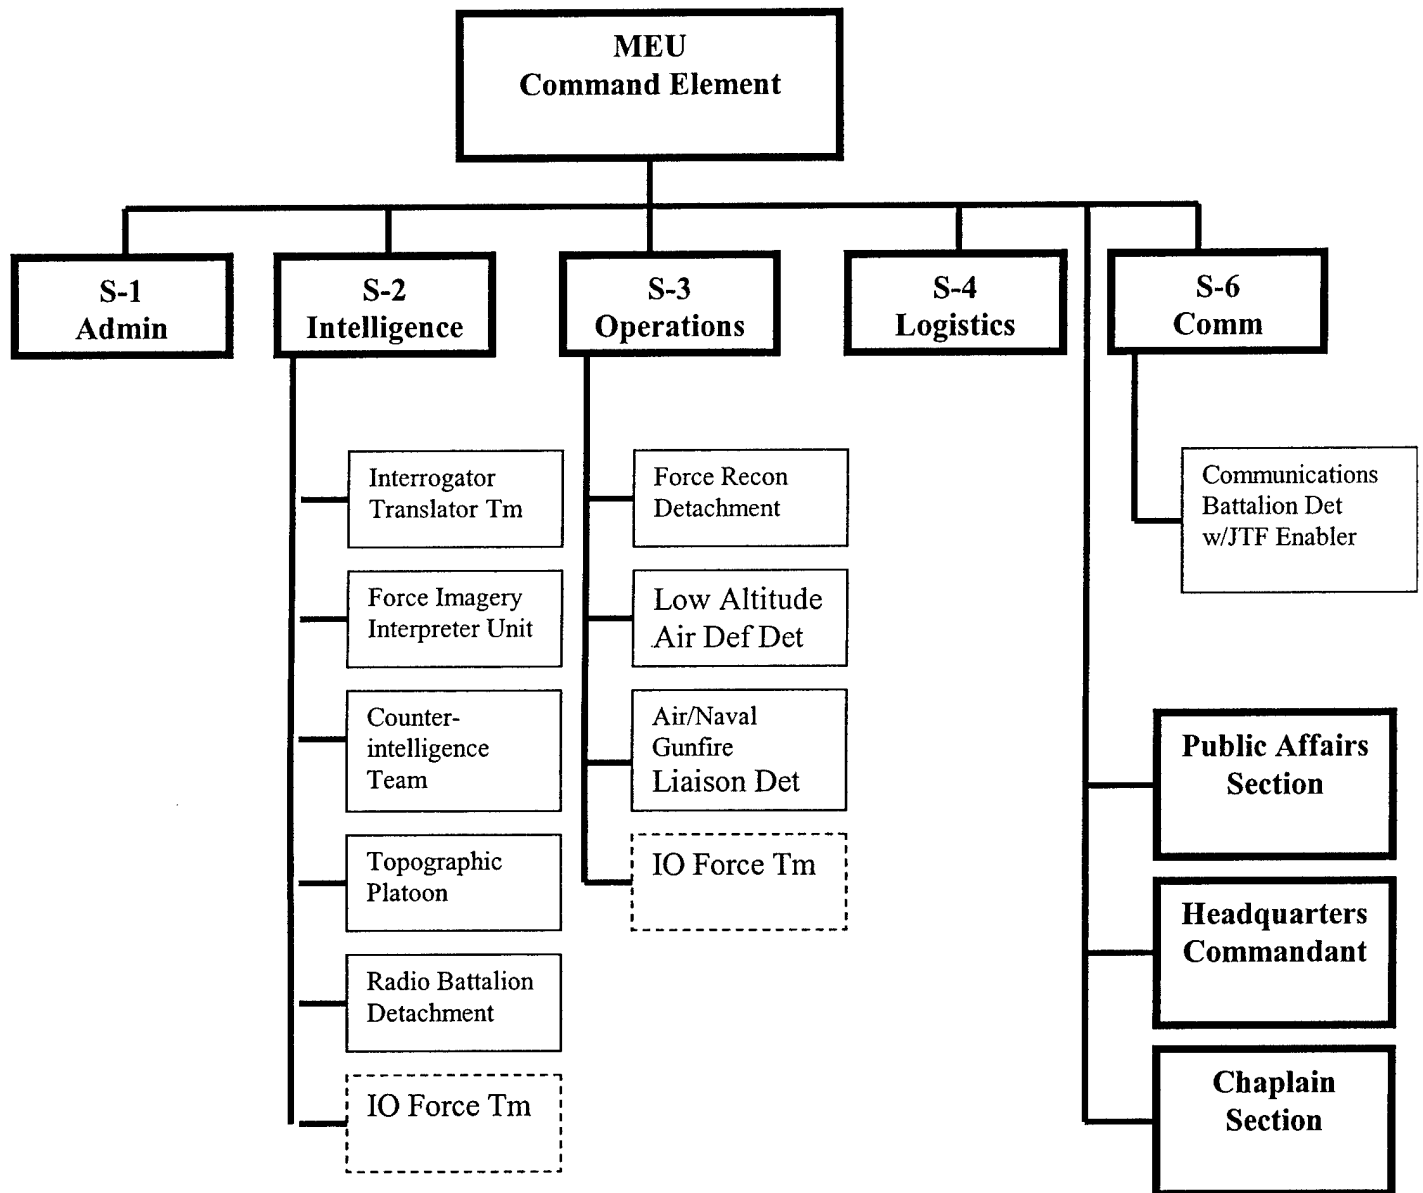 MEU
Command Element
S-1
Admin
S-2
Intelligence
S-3
Operations
S-4
Logistics
S-6
Comm
Interrogator
Translator Tm
Force Imagery
Interpreter Unit
Counter-
intelligence
Team
Topographic
Platoon
Radio Battalion
Detachment
IO Force Tm
Force Recon
Detachment
Low Altitude
Air Def Det
Air/Naval
Gunfire
Liaison Det
IO Force Tm
Communications
Battalion Det
w/JTF Enabler
Public Affairs
Section
Headquarters
Commandant
Chaplain
Section